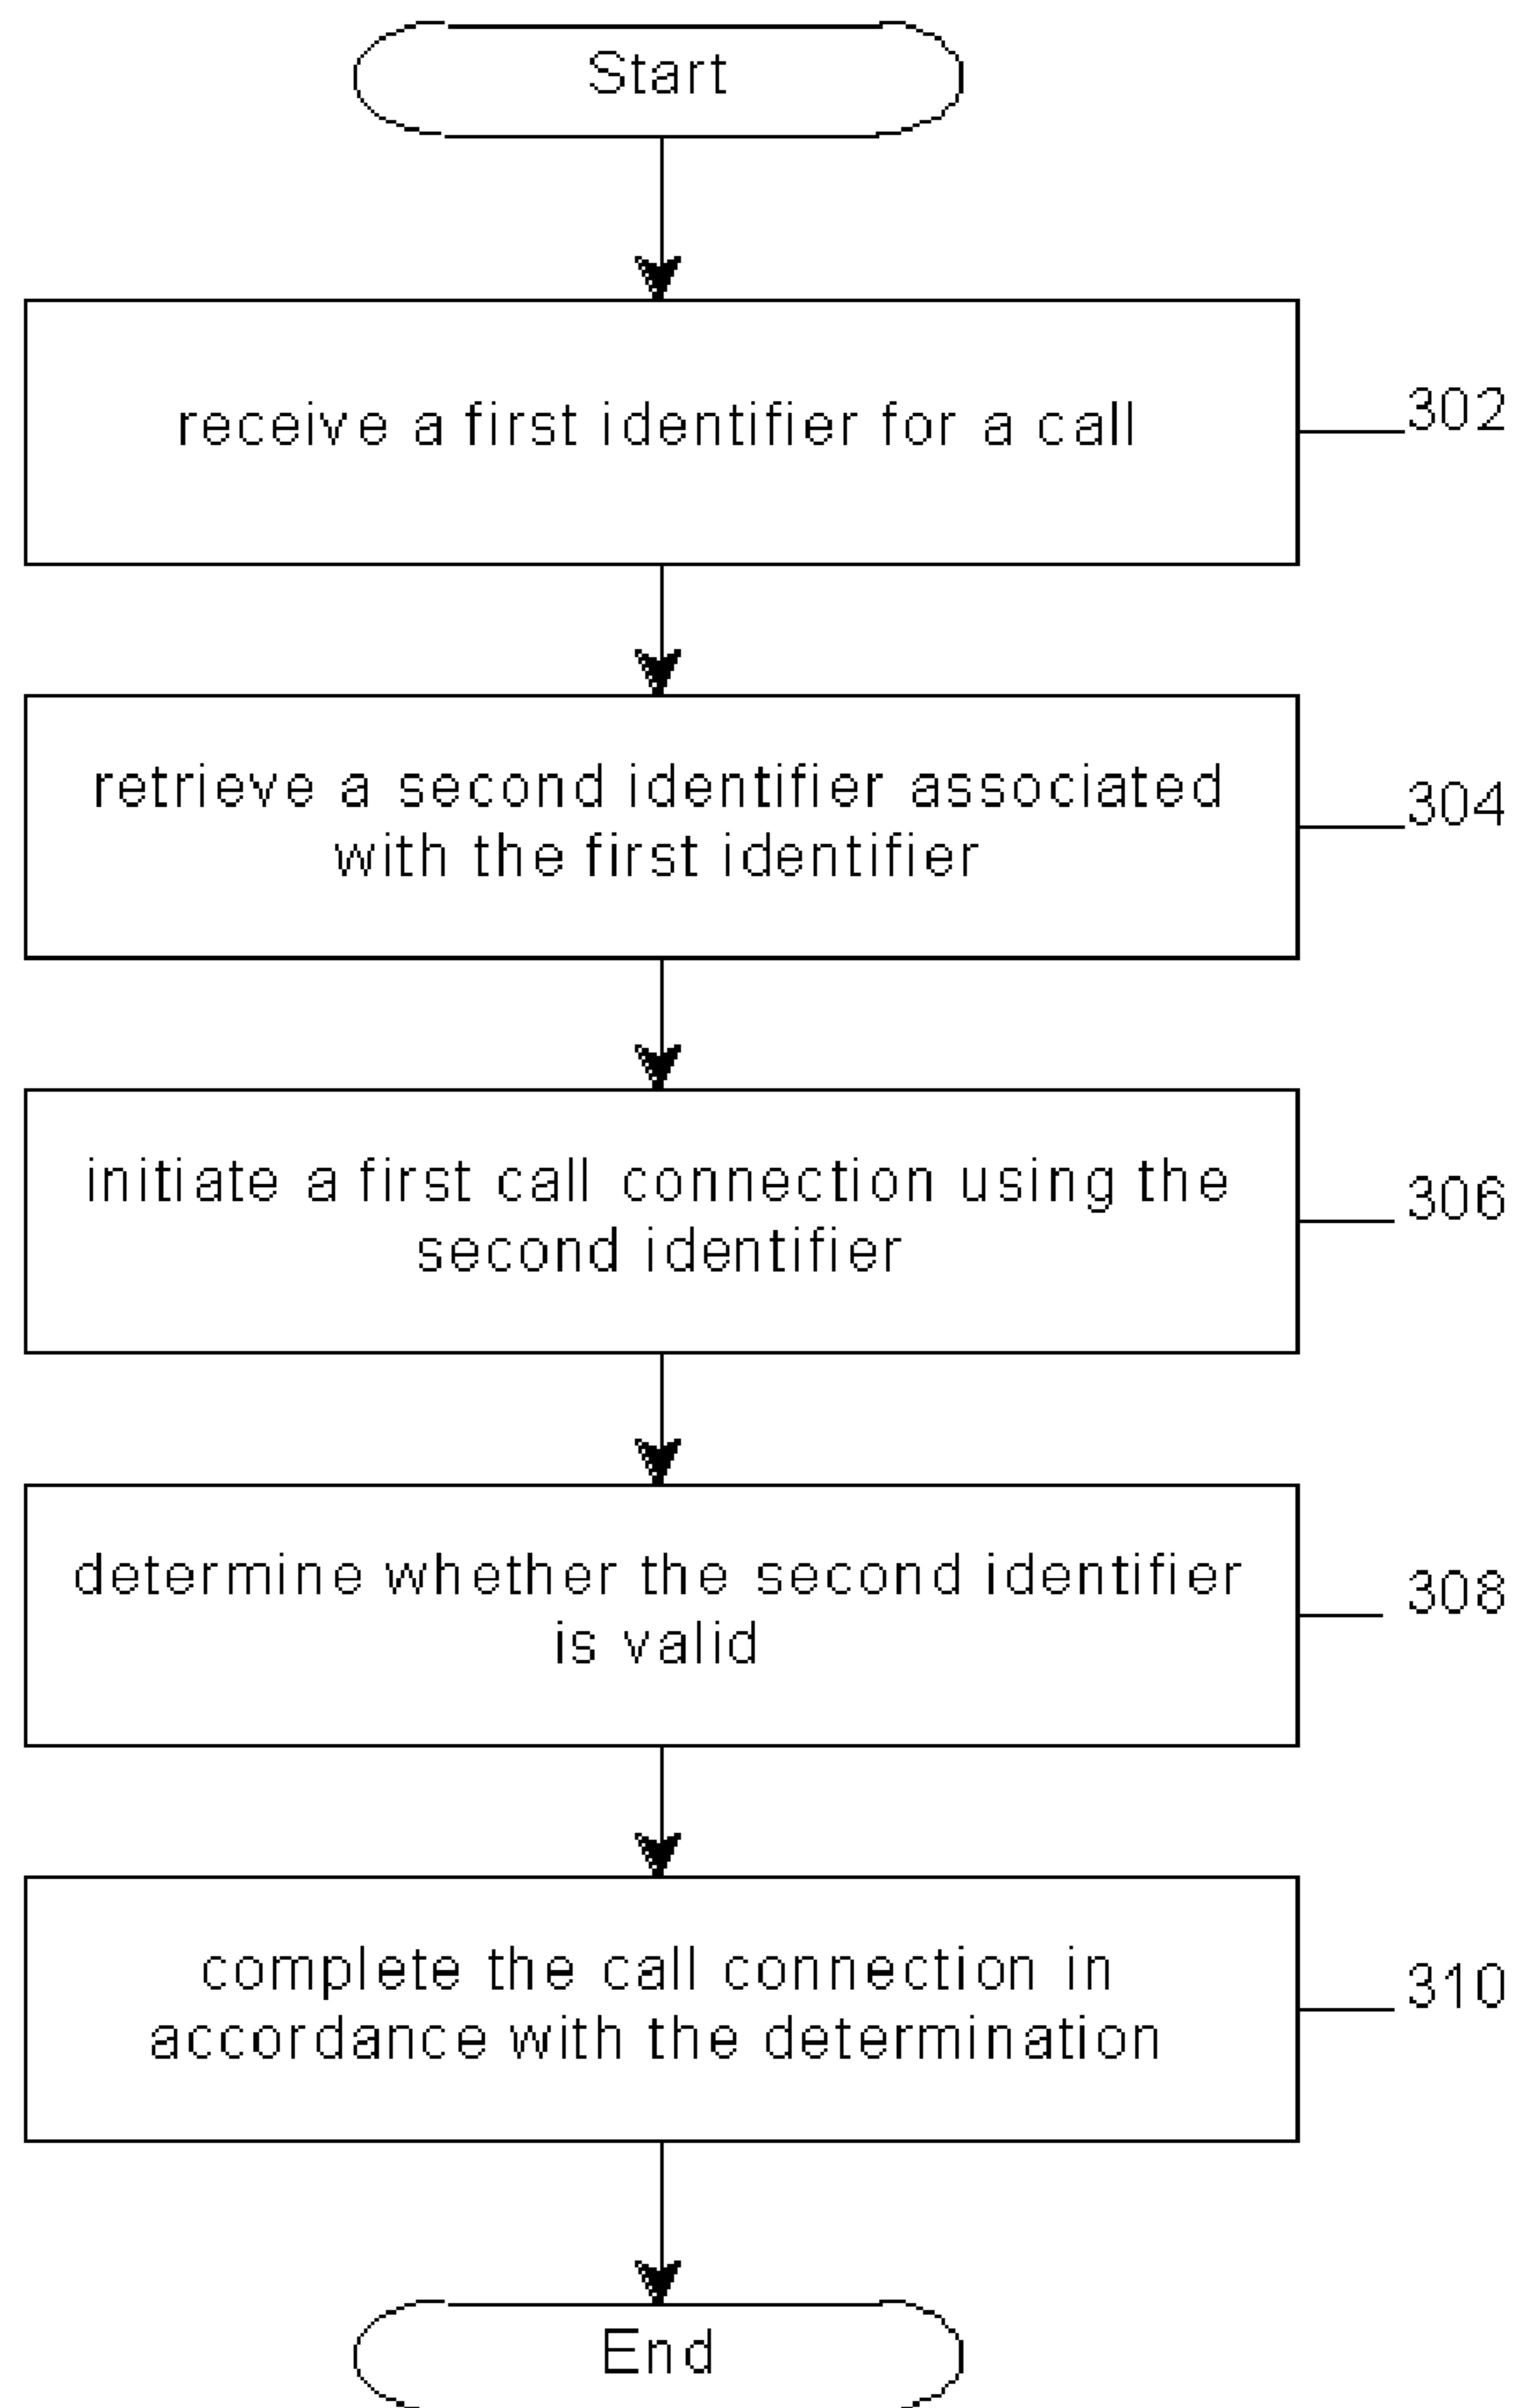 Start
receive a first identifier for a call
302
retrieve a second identifier associated
with the first identifier
304
initiate a first call connection using the
second identifier
306
determine whether the second identifier
is valid
308
complete the call connection in
accordance with the determination
310
End